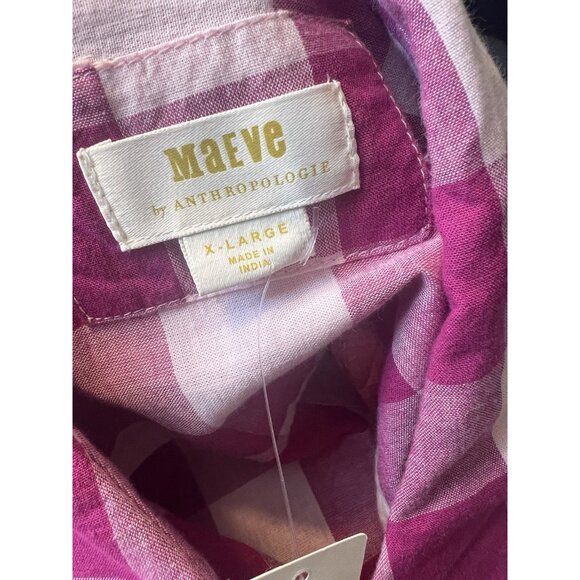 MaEVe
by ANTHROPOLOGIE
X-LARGE
MADE IN
INDIA